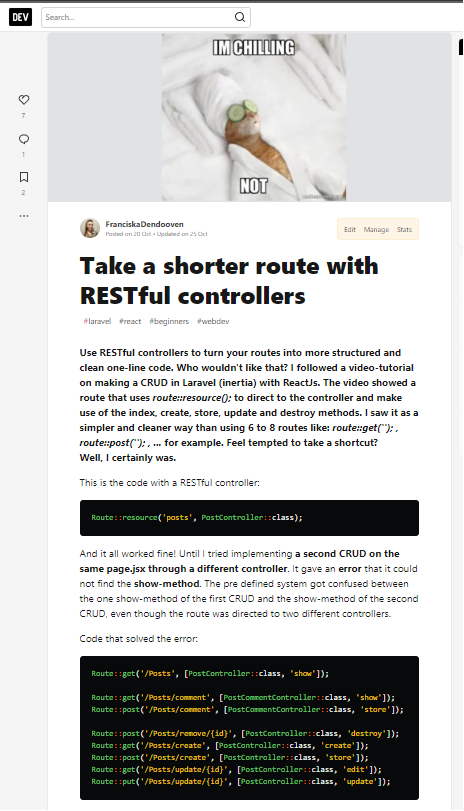 DEV
Search...
IM CHILLING
NOT
7
1
2
FranciskaDendooven
Posted on 20 Oct • Updated on 25 Oct
Edit Manage Stats
Take a shorter route with
RESTful controllers
#laravel #react #beginners #webdev
Use RESTful controllers to turn your routes into more structured and
clean one-line code. Who wouldn't like that? I followed a video-tutorial
on making a CRUD in Laravel (inertia) with ReactJs. The video showed a
route that uses route::resource(); to direct to the controller and make
use of the index, create, store, update and destroy methods. I saw it as a
simpler and cleaner way than using 6 to 8 routes like: route::get(''); ,
route::post(''); , ... for example. Feel tempted to take a shortcut?
Well, I certainly was.
This is the code with a RESTful controller:
Route::resource('posts', PostController::class);
And it all worked fine! Until I tried implementing a second CRUD on the
same page.jsx through a different controller. It gave an error that it could
not find the show-method. The pre defined system got confused between
the one show-method of the first CRUD and the show-method of the second
CRUD, even though the route was directed to two different controllers.
Code that solved the error:
Route::get('/Posts', [PostController::class, 'show']);
Route::get('/Posts/comment', [PostCommentController::class, 'show']);
Route::post('/Posts/comment', [PostCommentController::class, 'store']);
Route::post('/Posts/remove/{id}', [PostController::class, 'destroy']);
Route::get('/Posts/create', [PostController::class, 'create']);
Route::post('/Posts/create', [PostController::class, 'store']);
Route::get('/Posts/update/{id}', [PostController::class, 'edit']);
Route::put('/Posts/update/{id}', [PostController::class, 'update']);